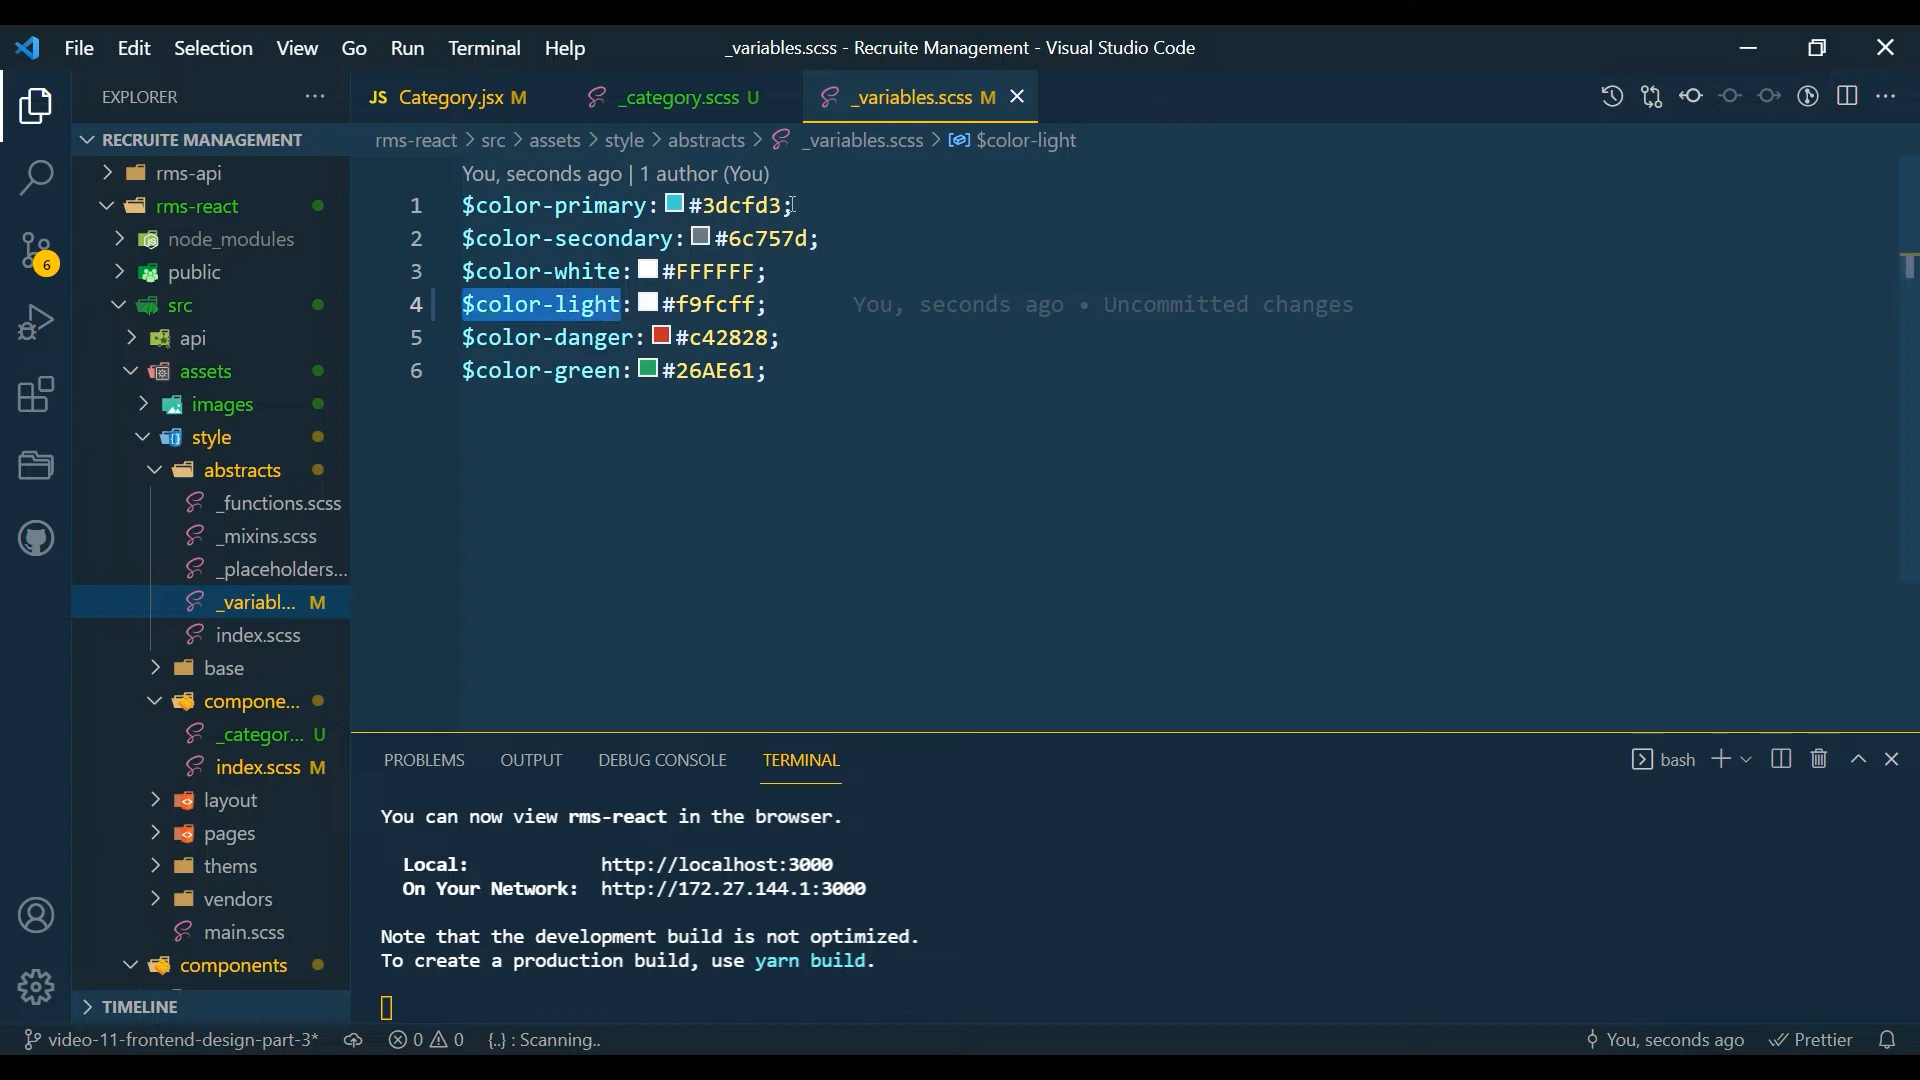 File Edit Selection View Go Run Terminal Help
_variables.scss - Recruite Management - Visual Studio Code
EXPLORER
JS Category.jsx M
_category.scss U
_variables.scss M
RECRUITE MANAGEMENT
rms-react > src > assets > style > abstracts > _variables.scss > $color-light
rms-api
rms-react
node_modules
public
src
api
assets
images
style
abstracts
_functions.scss
_mixins.scss
_placeholders...
_variabl... M
index.scss
base
compone...
_categor... U
index.scss M
layout
pages
thems
vendors
main.scss
components
TIMELINE
6
You, seconds ago | 1 author (You)
1 $color-primary: #3dcfd3;
2 $color-secondary: #6c757d;
3 $color-white: #FFFFFF;
4 $color-light: #f9fcff; You, seconds ago • Uncommitted changes
5 $color-danger: #c42828;
6 $color-green: #26AE61;
PROBLEMS OUTPUT DEBUG CONSOLE TERMINAL
bash
You can now view rms-react in the browser.
Local: http://localhost:3000
On Your Network: http://172.27.144.1:3000
Note that the development build is not optimized.
To create a production build, use yarn build.
video-11-frontend-design-part-3* 0 0 {..} : Scanning.. You, seconds ago Prettier